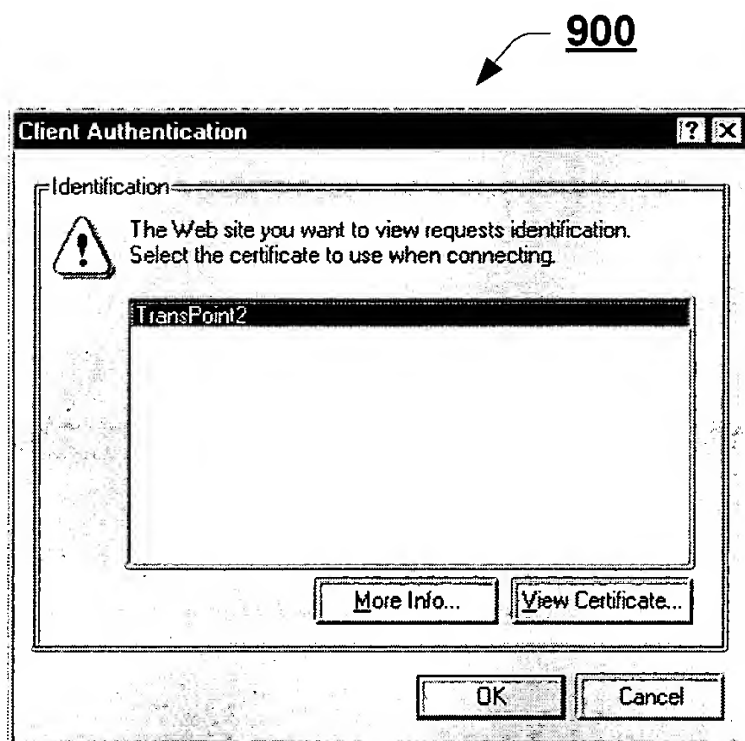 900
Client Authentication
Identification
The Web site you want to view requests identification.
Select the certificate to use when connecting.
TransPoint2
More Info...
View Certificate...
OK
Cancel